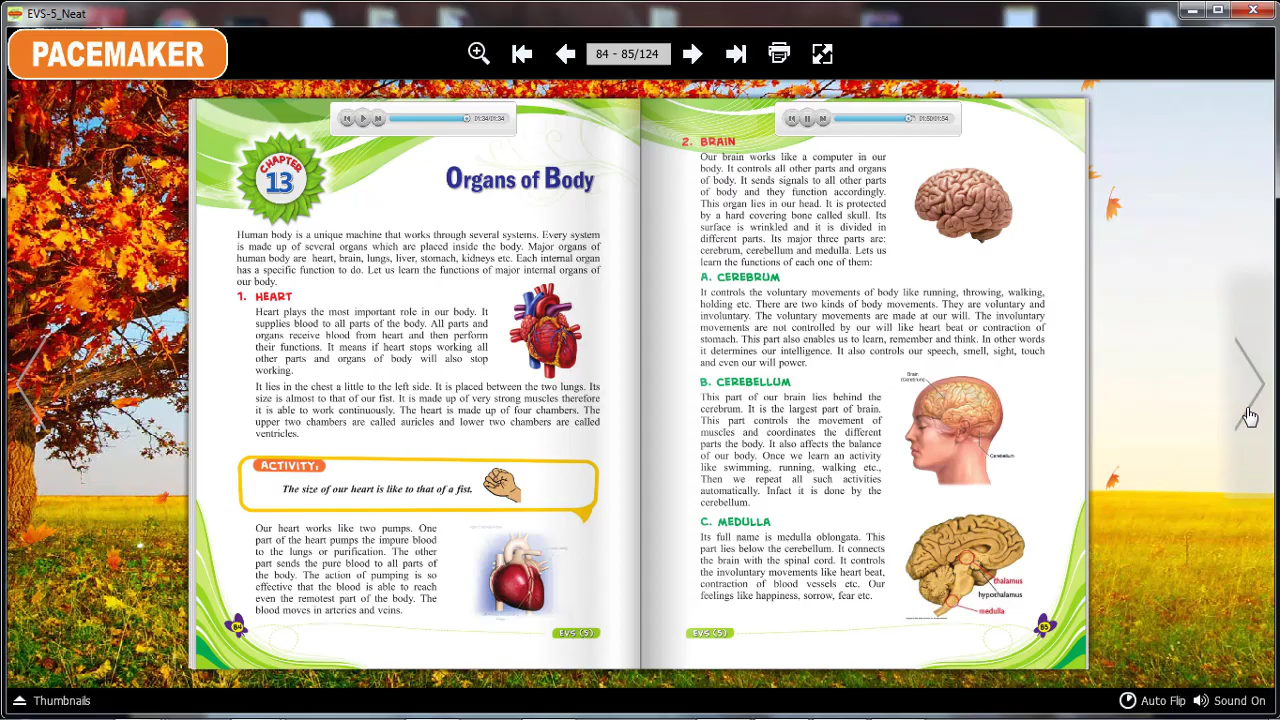 EVS-5_Neat
PACEMAKER
84 - 85/124
01:34/01:34
CHAPTER
13
Organs of Body
Human body is a unique machine that works through several systems. Every system
is made up of several organs which are placed inside the body. Major organs of
human body are heart, brain, lungs, liver, stomach, kidneys etc. Each internal organ
has a specific function to do. Let us learn the functions of major internal organs of
our body.
1. HEART
Heart plays the most important role in our body. It
supplies blood to all parts of the body. All parts and
organs receive blood from heart and then perform
their functions. It means if heart stops working all
other parts and organs of body will also stop
working.
It lies in the chest a little to the left side. It is placed between the two lungs. Its
size is almost to that of our fist. It is made up of very strong muscles therefore
it is able to work continuously. The heart is made up of four chambers. The
upper two chambers are called auricles and lower two chambers are called
ventricles.
ACTIVITY:
The size of our heart is like to that of a fist.
Our heart works like two pumps. One
part of the heart pumps the impure blood
to the lungs or purification. The other
part sends the pure blood to all parts of
the body. The action of pumping is so
effective that the blood is able to reach
even the remotest part of the body. The
blood moves in arteries and veins.
84
EVS (5)
01:50/01:54
2. BRAIN
Our brain works like a computer in our
body. It controls all other parts and organs
of body. It sends signals to all other parts
of body and they function accordingly.
This organ lies in our head. It is protected
by a hard covering bone called skull. Its
surface is wrinkled and it is divided in
different parts. Its major three parts are:
cerebrum, cerebellum and medulla. Lets us
learn the functions of each one of them:
A. CEREBRUM
It controls the voluntary movements of body like running, throwing, walking,
holding etc. There are two kinds of body movements. They are voluntary and
involuntary. The voluntary movements are made at our will. The involuntary
movements are not controlled by our will like heart beat or contraction of
stomach. This part also enables us to learn, remember and think. In other words
it determines our intelligence. It also controls our speech, smell, sight, touch
and even our will power.
B. CEREBELLUM
This part of our brain lies behind the
cerebrum. It is the largest part of brain.
This part controls the movement of
muscles and coordinates the different
parts the body. It also affects the balance
of our body. Once we learn an activity
like swimming, running, walking etc.,
Then we repeat all such activities
automatically. Infact it is done by the
cerebellum.
Brain
(Cerebrum)
Cerebellum
C. MEDULLA
Its full name is medulla oblongata. This
part lies below the cerebellum. It connects
the brain with the spinal cord. It controls
the involuntary movements like heart beat,
contraction of blood vessels etc. Our
feelings like happiness, sorrow, fear etc.
thalamus
hypothalamus
medulla
EVS (5)
85
Thumbnails
Auto Flip
Sound On